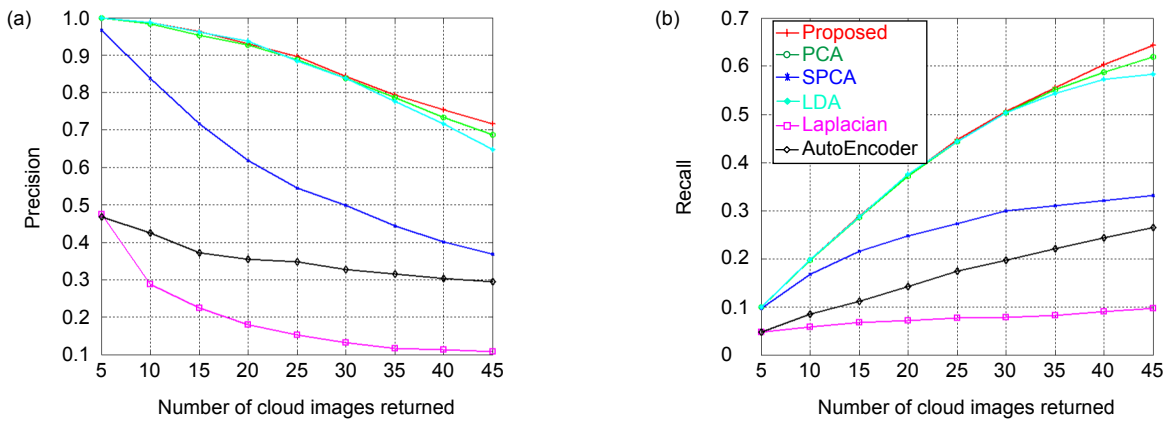 (a)
1.0
0.9
0.8
0.7
0.6
0.5
0.4
0.3
0.2
0.1
Precision
5 10 15 20 25 30 35 40 45
Number of cloud images returned
(b)
0.7
0.6
0.5
0.4
0.3
0.2
0.1
0
Recall
Proposed
PCA
SPCA
LDA
Laplacian
AutoEncoder
5 10 15 20 25 30 35 40 45
Number of cloud images returned